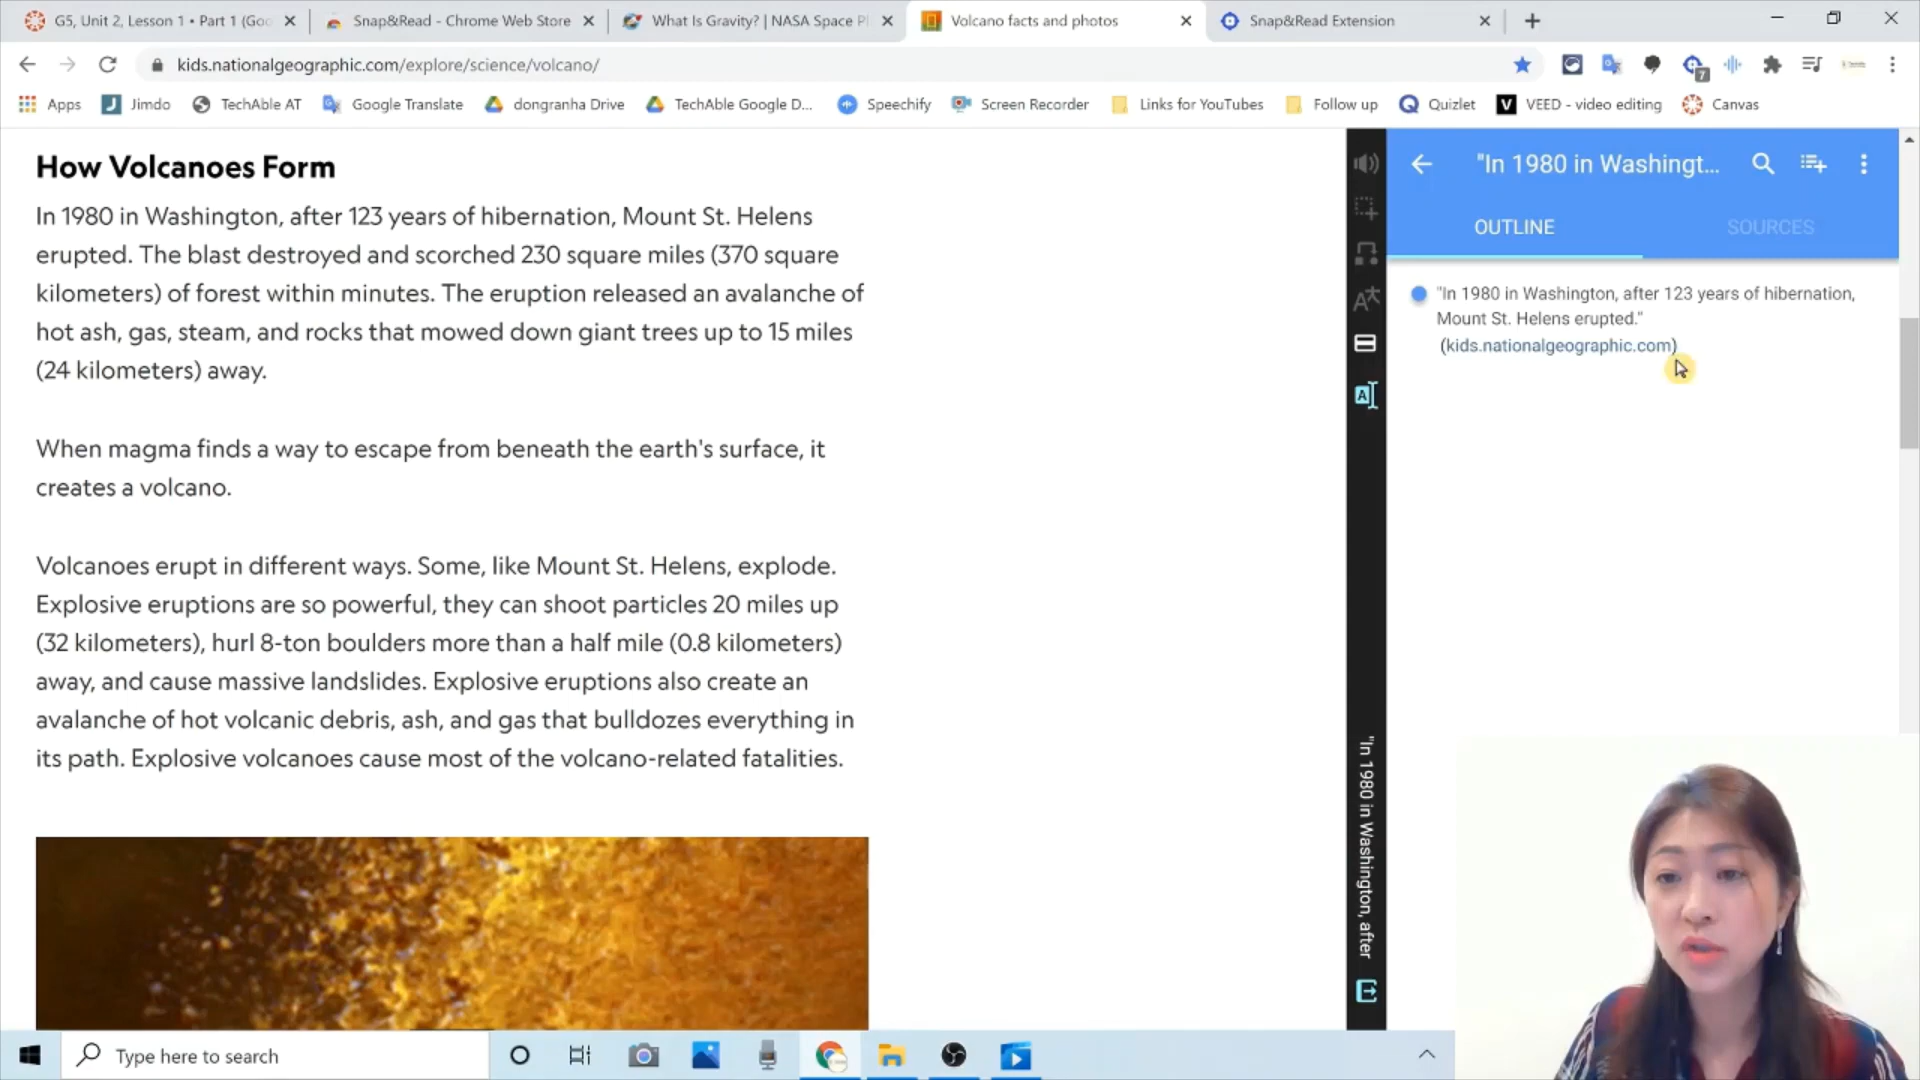 G5, Unit 2, Lesson 1 • Part 1 (Goo
Snap&Read - Chrome Web Store
What Is Gravity? | NASA Space Pl
Volcano facts and photos
Snap&Read Extension
kids.nationalgeographic.com/explore/science/volcano/
7
Apps
Jimdo
TechAble AT
Google Translate
dongranha Drive
TechAble Google D...
Speechify
Screen Recorder
Links for YouTubes
Follow up
Quizlet
VEED - video editing
Canvas
How Volcanoes Form
In 1980 in Washington, after 123 years of hibernation, Mount St. Helens
erupted. The blast destroyed and scorched 230 square miles (370 square
kilometers) of forest within minutes. The eruption released an avalanche of
hot ash, gas, steam, and rocks that mowed down giant trees up to 15 miles
(24 kilometers) away.
When magma finds a way to escape from beneath the earth's surface, it
creates a volcano.
Volcanoes erupt in different ways. Some, like Mount St. Helens, explode.
Explosive eruptions are so powerful, they can shoot particles 20 miles up
(32 kilometers), hurl 8-ton boulders more than a half mile (0.8 kilometers)
away, and cause massive landslides. Explosive eruptions also create an
avalanche of hot volcanic debris, ash, and gas that bulldozes everything in
its path. Explosive volcanoes cause most of the volcano-related fatalities.
"In 1980 in Washingt...
OUTLINE
SOURCES
"In 1980 in Washington, after 123 years of hibernation,
Mount St. Helens erupted."
(kids.nationalgeographic.com)
"In 1980 in Washington, after
Type here to search